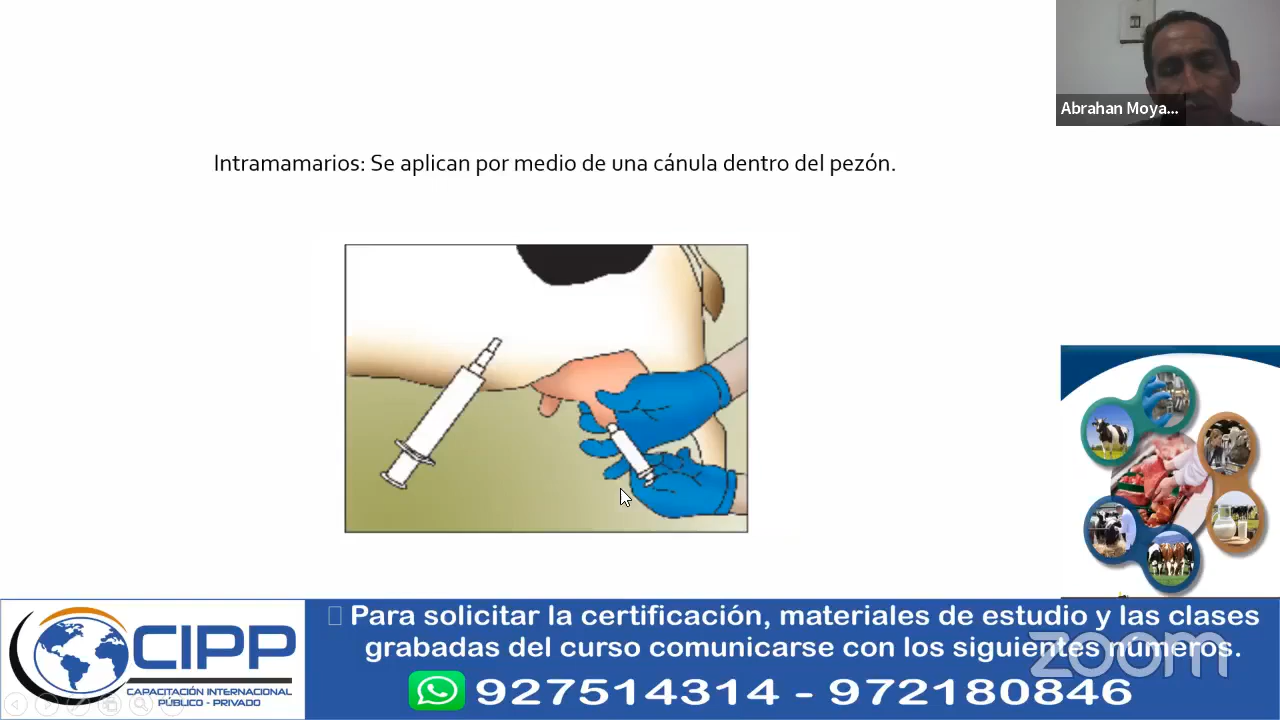 Abrahan Moya...
Intramamarios: Se aplican por medio de una cánula dentro del pezón.
CIPP
CAPACITACIÓN INTERNACIONAL
PÚBLICO - PRIVADO
Para solicitar la certificación, materiales de estudio y las clases
grabadas del curso comunicarse con los siguientes números.
927514314 - 972180846
zoom